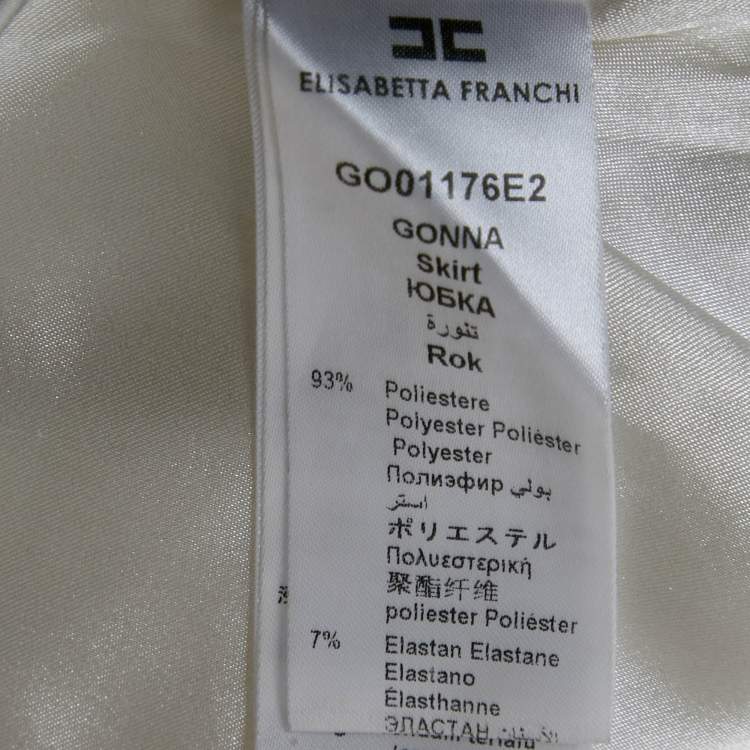 ELISABETTA FRANCHI
GO01176E2
GONNA
Skirt
ЮБКА
تنورة
Rok
93% Poliestere
Polyester Poliéster
Polyester
Полиэфир بولي
استر
ポリエステル
Πολυεστερική
聚酯纤维
poliester Poliéster
7% Elastan Elastane
Elastano
Élasthanne
ЭЛАСТАН